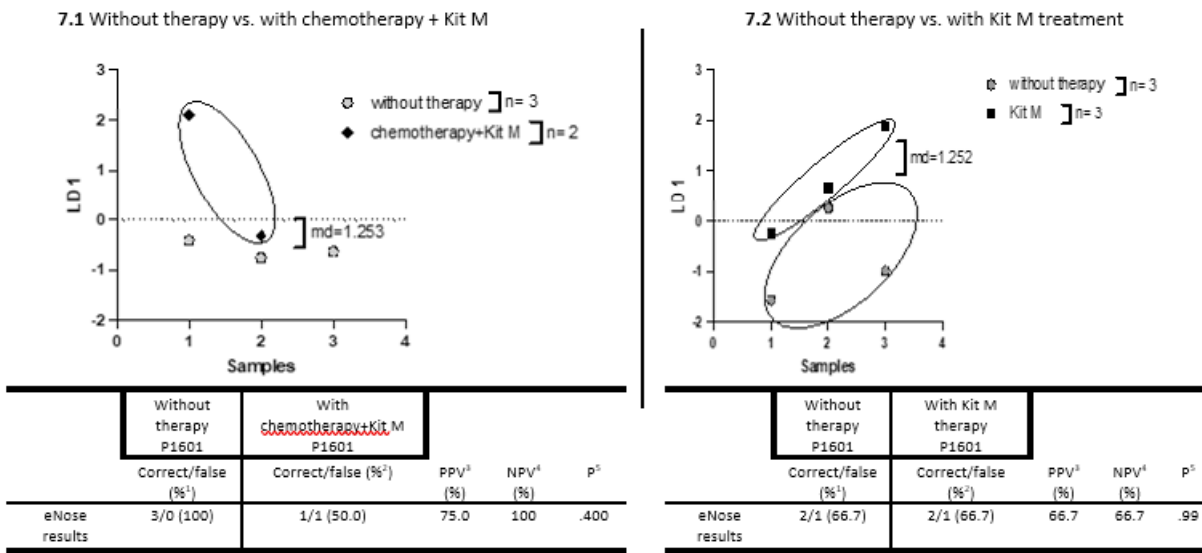 7.1 Without therapy vs. with chemotherapy + Kit M
3
2
1
0
-1
-2
LD 1
0
1
2
3
4
Samples
without therapy n= 3
chemotherapy+Kit M n= 2
md=1.253
Without
therapy
P1601
With
chemotherapy+Kit M
P1601
Correct/false
(%¹)
Correct/false (%²)
PPV³
(%)
NPV⁴
(%)
P⁵
eNose
results
3/0 (100)
1/1 (50.0)
75.0
100
.400
7.2 Without therapy vs. with Kit M treatment
3
2
1
0
-1
-2
LD 1
0
1
2
3
4
Samples
without therapy n= 3
Kit M n= 3
md=1.252
Without
therapy
P1601
With Kit M
therapy
P1601
Correct/false
(%¹)
Correct/false
(%²)
PPV³
(%)
NPV⁴
(%)
P⁵
eNose
results
2/1 (66.7)
2/1 (66.7)
66.7
66.7
.99